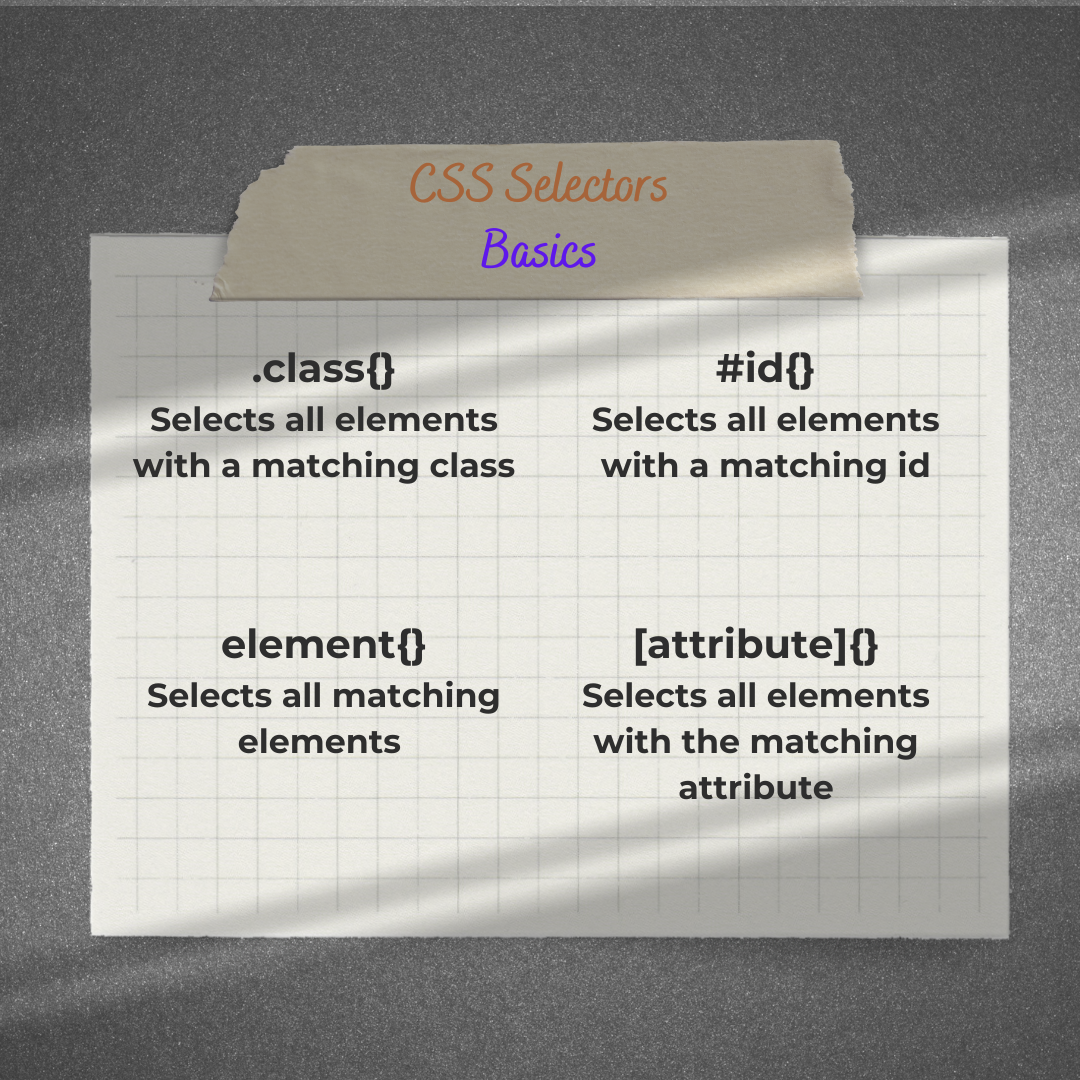 CSS Selectors
Basics
.class{}
Selects all elements
with a matching class
#id{}
Selects all elements
with a matching id
element{}
Selects all matching
elements
[attribute]{}
Selects all elements
with the matching
attribute